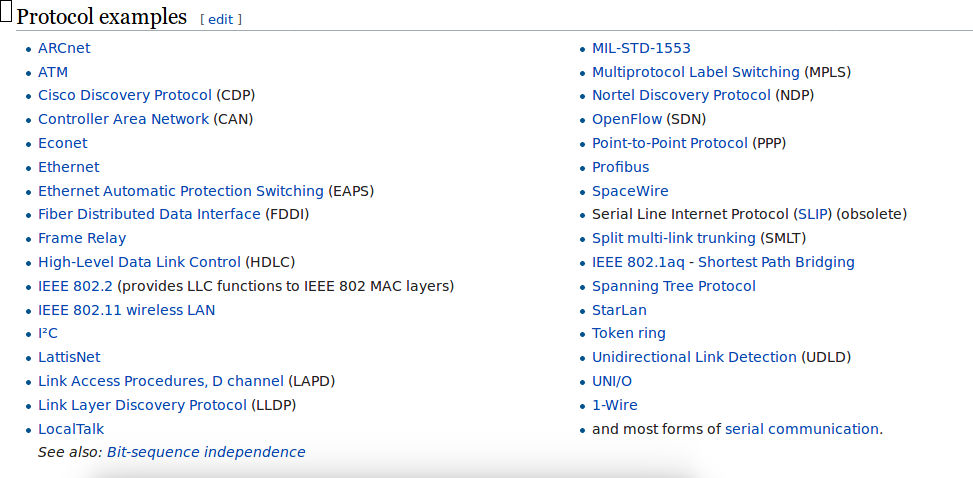 Protocol examples [ edit ]
• ARCnet
• ATM
• Cisco Discovery Protocol (CDP)
• Controller Area Network (CAN)
• Econet
• Ethernet
• Ethernet Automatic Protection Switching (EAPS)
• Fiber Distributed Data Interface (FDDI)
• Frame Relay
• High-Level Data Link Control (HDLC)
• IEEE 802.2 (provides LLC functions to IEEE 802 MAC layers)
• IEEE 802.11 wireless LAN
• I²C
• LattisNet
• Link Access Procedures, D channel (LAPD)
• Link Layer Discovery Protocol (LLDP)
• LocalTalk
See also: Bit-sequence independence
• MIL-STD-1553
• Multiprotocol Label Switching (MPLS)
• Nortel Discovery Protocol (NDP)
• OpenFlow (SDN)
• Point-to-Point Protocol (PPP)
• Profibus
• SpaceWire
• Serial Line Internet Protocol (SLIP) (obsolete)
• Split multi-link trunking (SMLT)
• IEEE 802.1aq - Shortest Path Bridging
• Spanning Tree Protocol
• StarLan
• Token ring
• Unidirectional Link Detection (UDLD)
• UNI/O
• 1-Wire
• and most forms of serial communication.